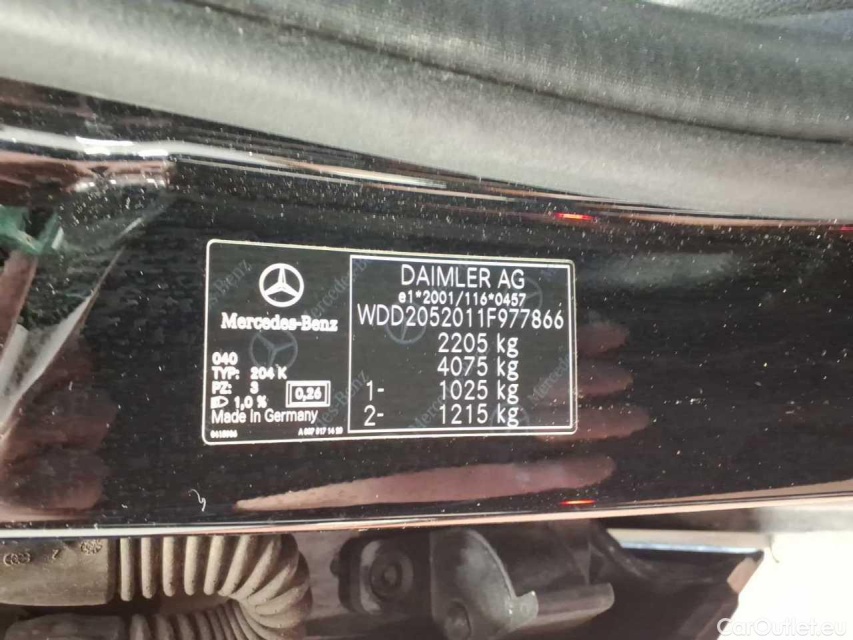 Mercedes-Benz
040
TYP: 204 K
PZ: 3
1,0 %
0,26
Made in Germany
DAIMLER AG
e1*2001/116*0457
WDD2052011F977866
2205 kg
4075 kg
1- 1025 kg
2- 1215 kg
CarOutlet.eu